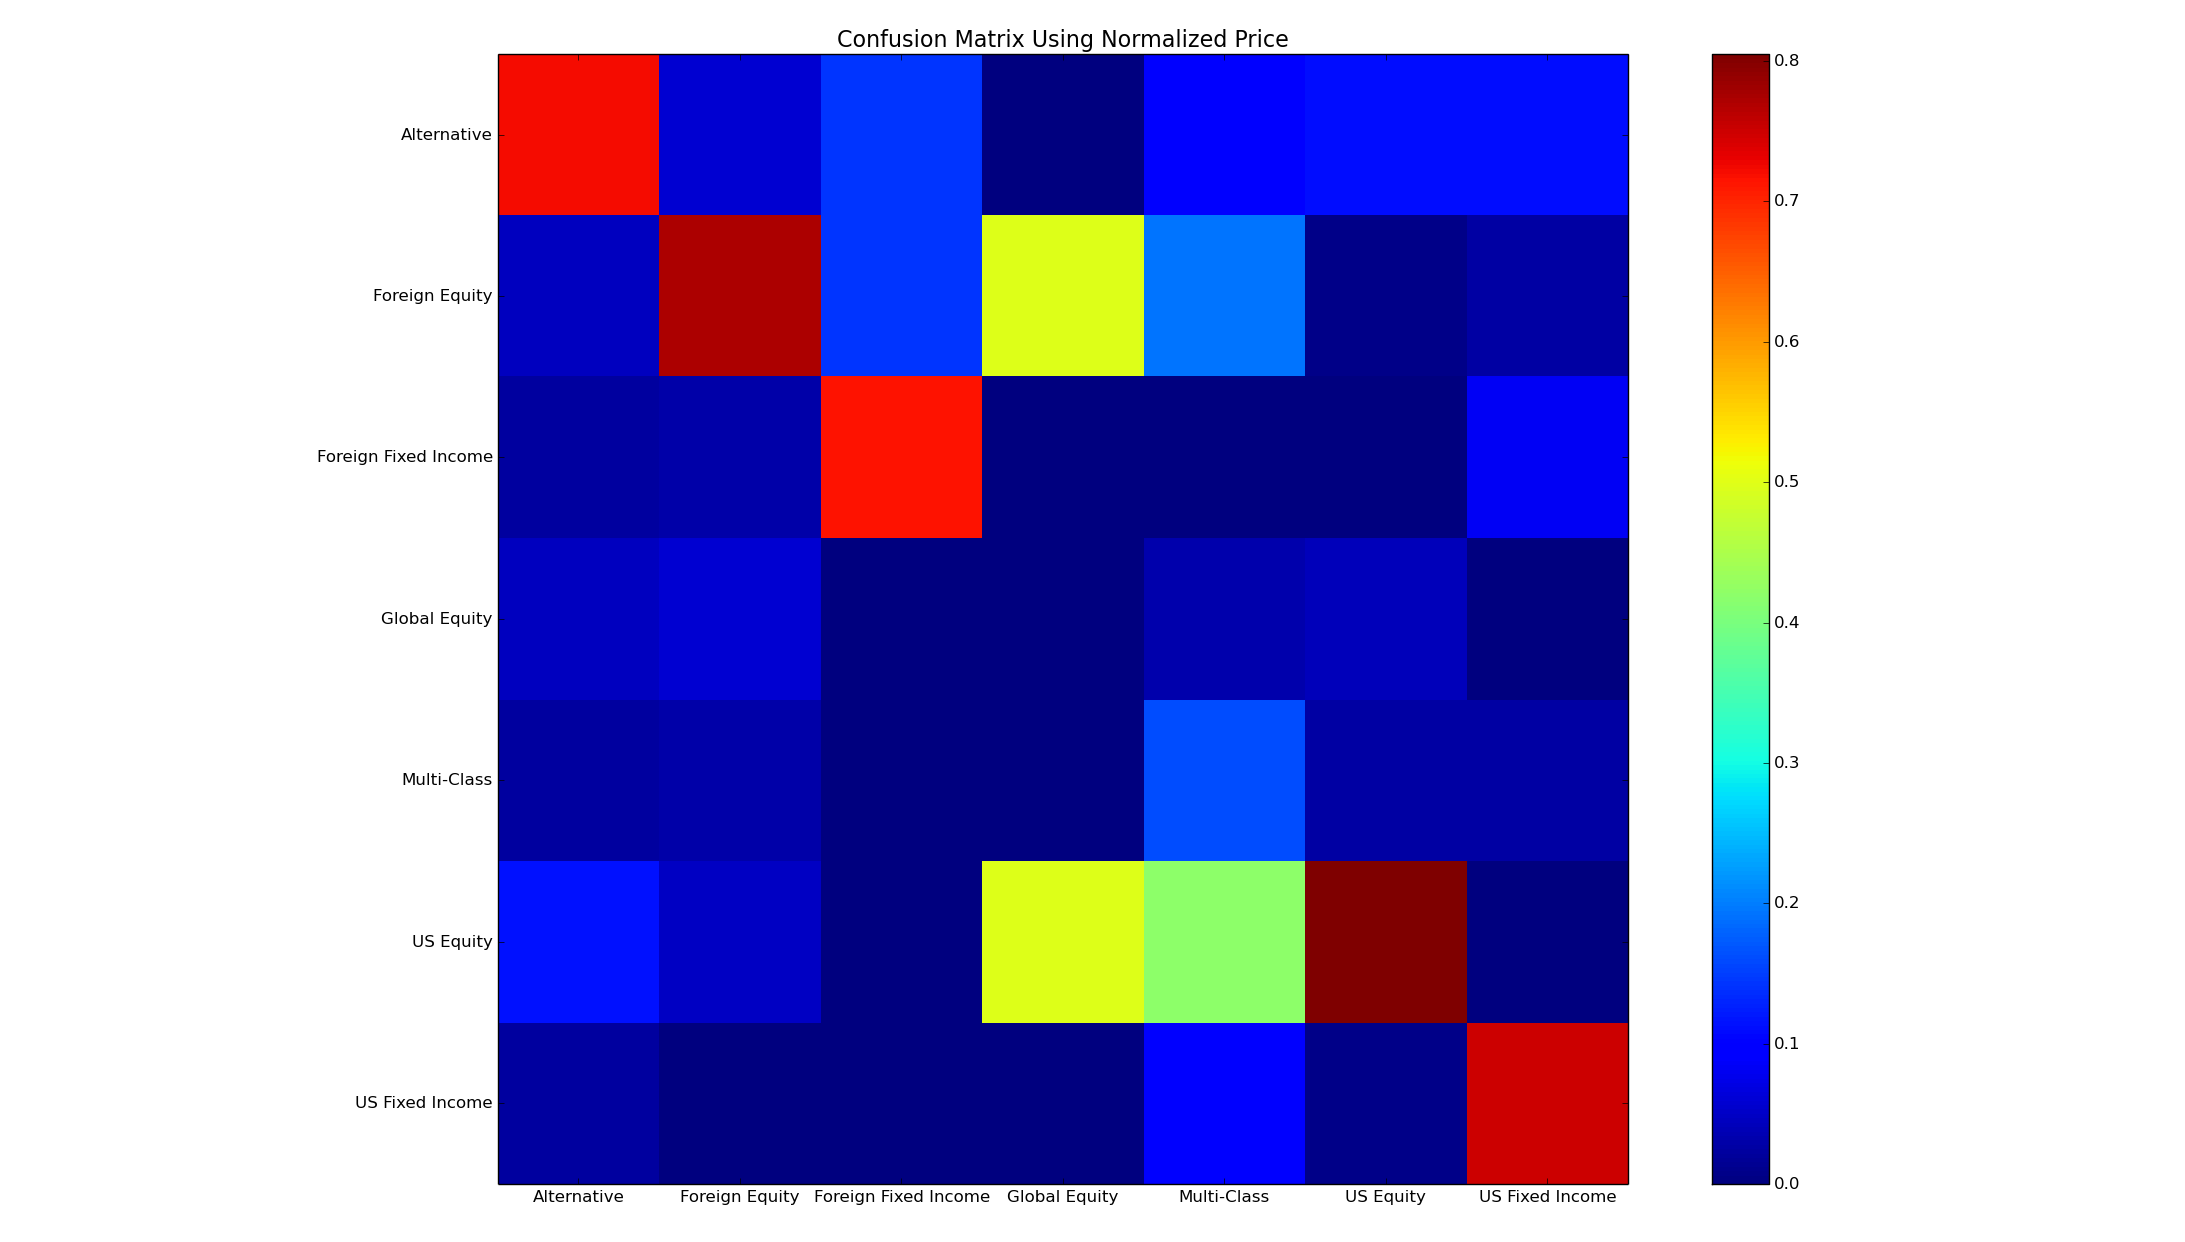 Confusion Matrix Using Normalized Price
Alternative
Foreign Equity
Foreign Fixed Income
Global Equity
Multi-Class
US Equity
US Fixed Income
Alternative Foreign Equity Foreign Fixed Income Global Equity Multi-Class US Equity US Fixed Income
0.8
0.7
0.6
0.5
0.4
0.3
0.2
0.1
0.0